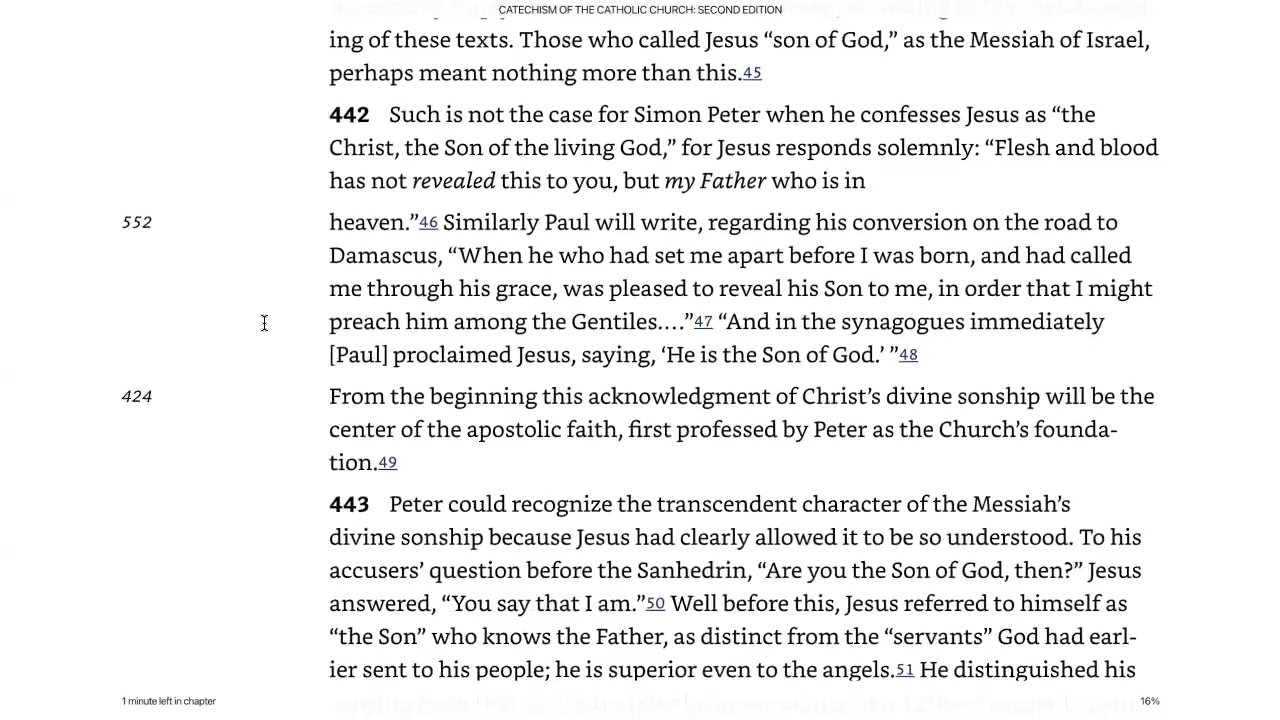 CATECHISM OF THE CATHOLIC CHURCH: SECOND EDITION
ing of these texts. Those who called Jesus “son of God,” as the Messiah of Israel,
perhaps meant nothing more than this.45
442 Such is not the case for Simon Peter when he confesses Jesus as “the
Christ, the Son of the living God,” for Jesus responds solemnly: “Flesh and blood
has not revealed this to you, but my Father who is in
552 heaven.”46 Similarly Paul will write, regarding his conversion on the road to
Damascus, “When he who had set me apart before I was born, and had called
me through his grace, was pleased to reveal his Son to me, in order that I might
preach him among the Gentiles....”47 “And in the synagogues immediately
[Paul] proclaimed Jesus, saying, ‘He is the Son of God.’ ”48
424 From the beginning this acknowledgment of Christ’s divine sonship will be the
center of the apostolic faith, first professed by Peter as the Church’s founda-
tion.49
443 Peter could recognize the transcendent character of the Messiah’s
divine sonship because Jesus had clearly allowed it to be so understood. To his
accusers’ question before the Sanhedrin, “Are you the Son of God, then?” Jesus
answered, “You say that I am.”50 Well before this, Jesus referred to himself as
“the Son” who knows the Father, as distinct from the “servants” God had earl-
ier sent to his people; he is superior even to the angels.51 He distinguished his
1 minute left in chapter 16%